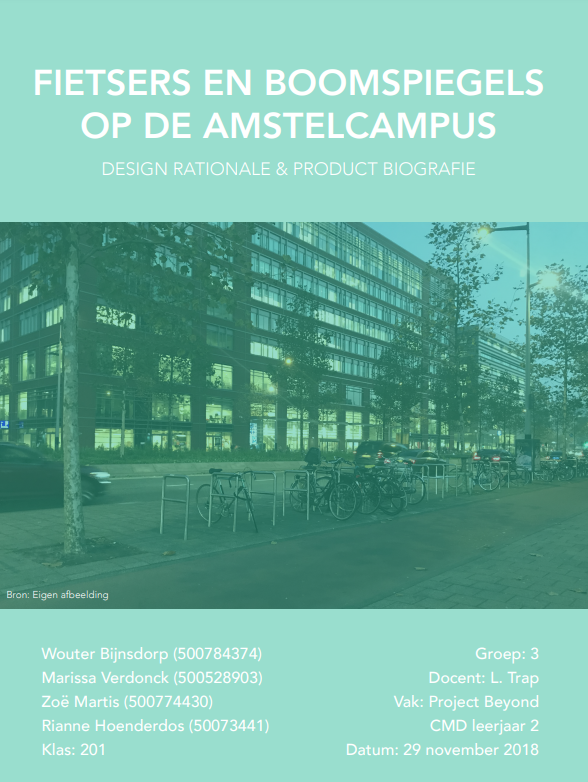 FIETSERS EN BOOMSPIEGELS
OP DE AMSTELCAMPUS
DESIGN RATIONALE & PRODUCT BIOGRAFIE
Bron: Eigen afbeelding
Wouter Bijnsdorp (500784374)
Marissa Verdonck (500528903)
Zoë Martis (500774430)
Rianne Hoenderdos (50073441)
Klas: 201
Groep: 3
Docent: L. Trap
Vak: Project Beyond
CMD leerjaar 2
Datum: 29 november 2018